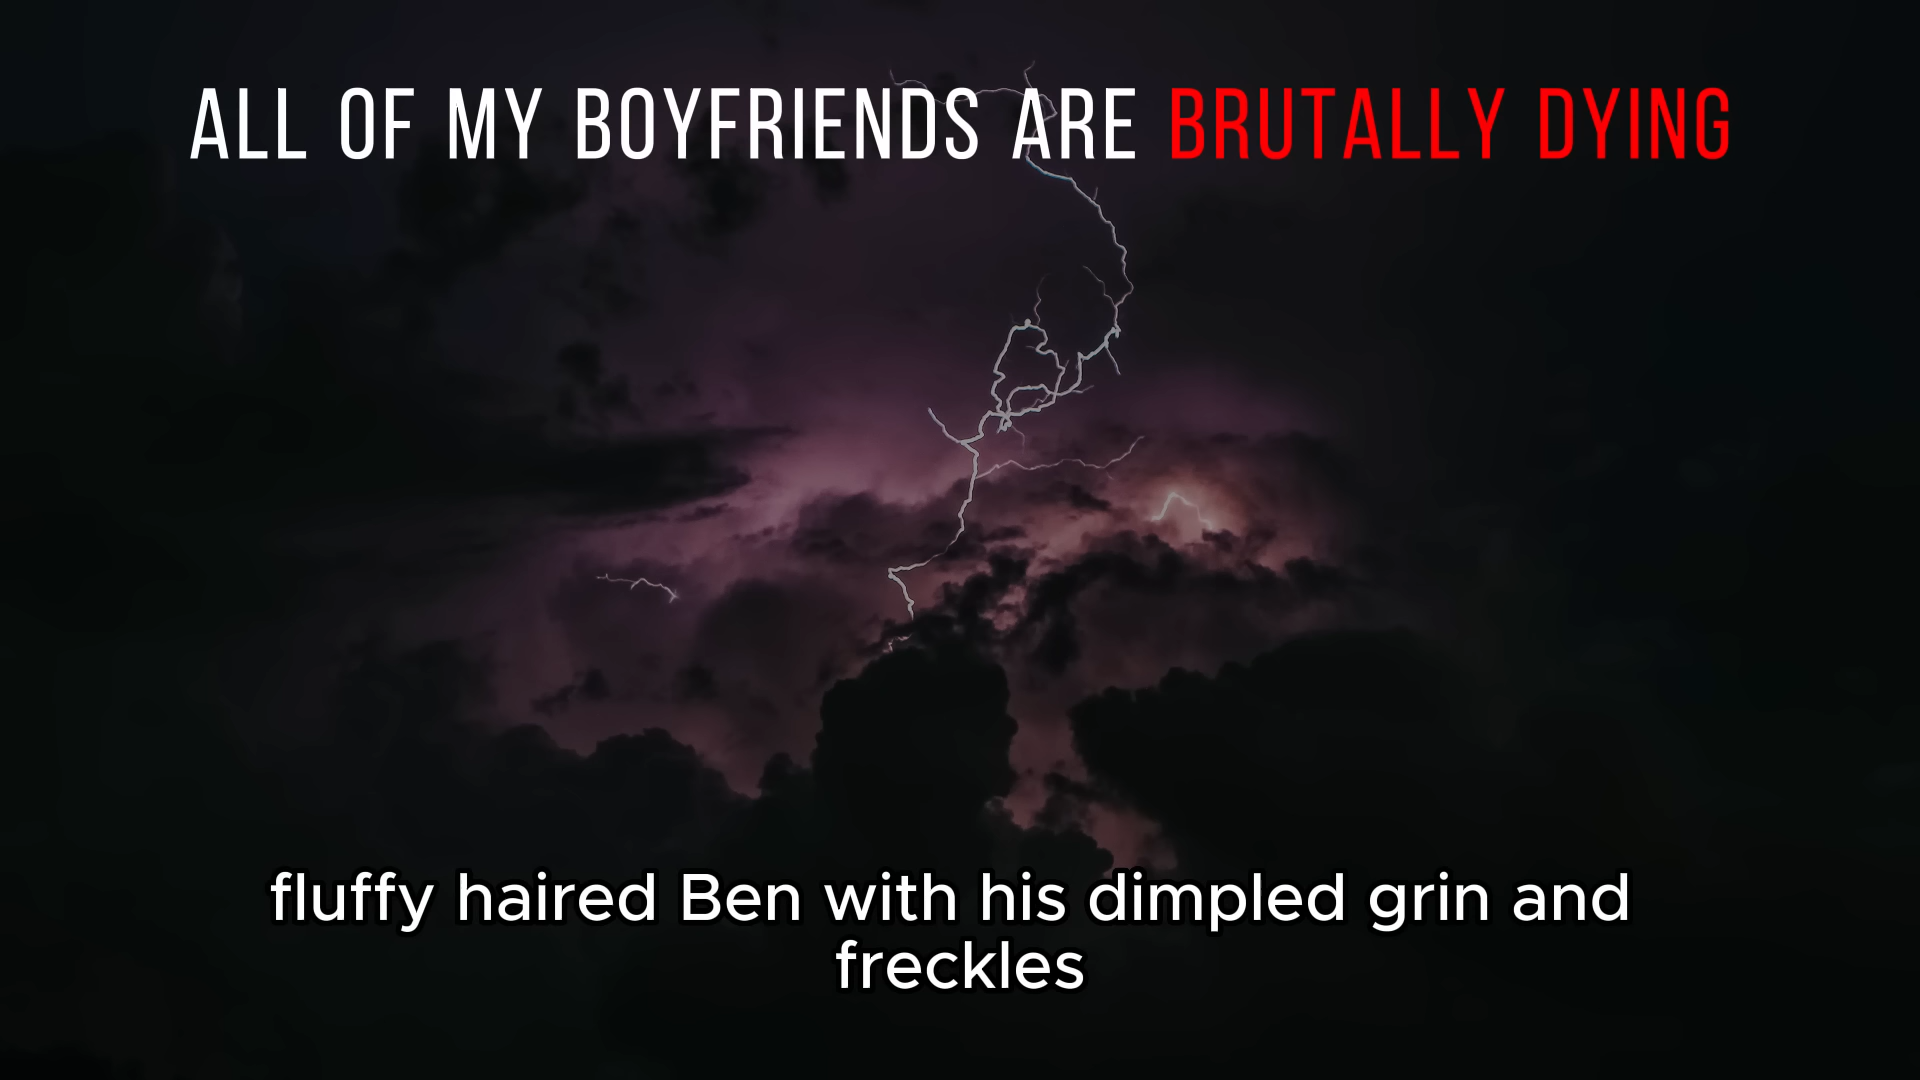 ALL OF MY BOYFRIENDS ARE BRUTALLY DYING
fluffy haired Ben with his dimpled grin and
freckles